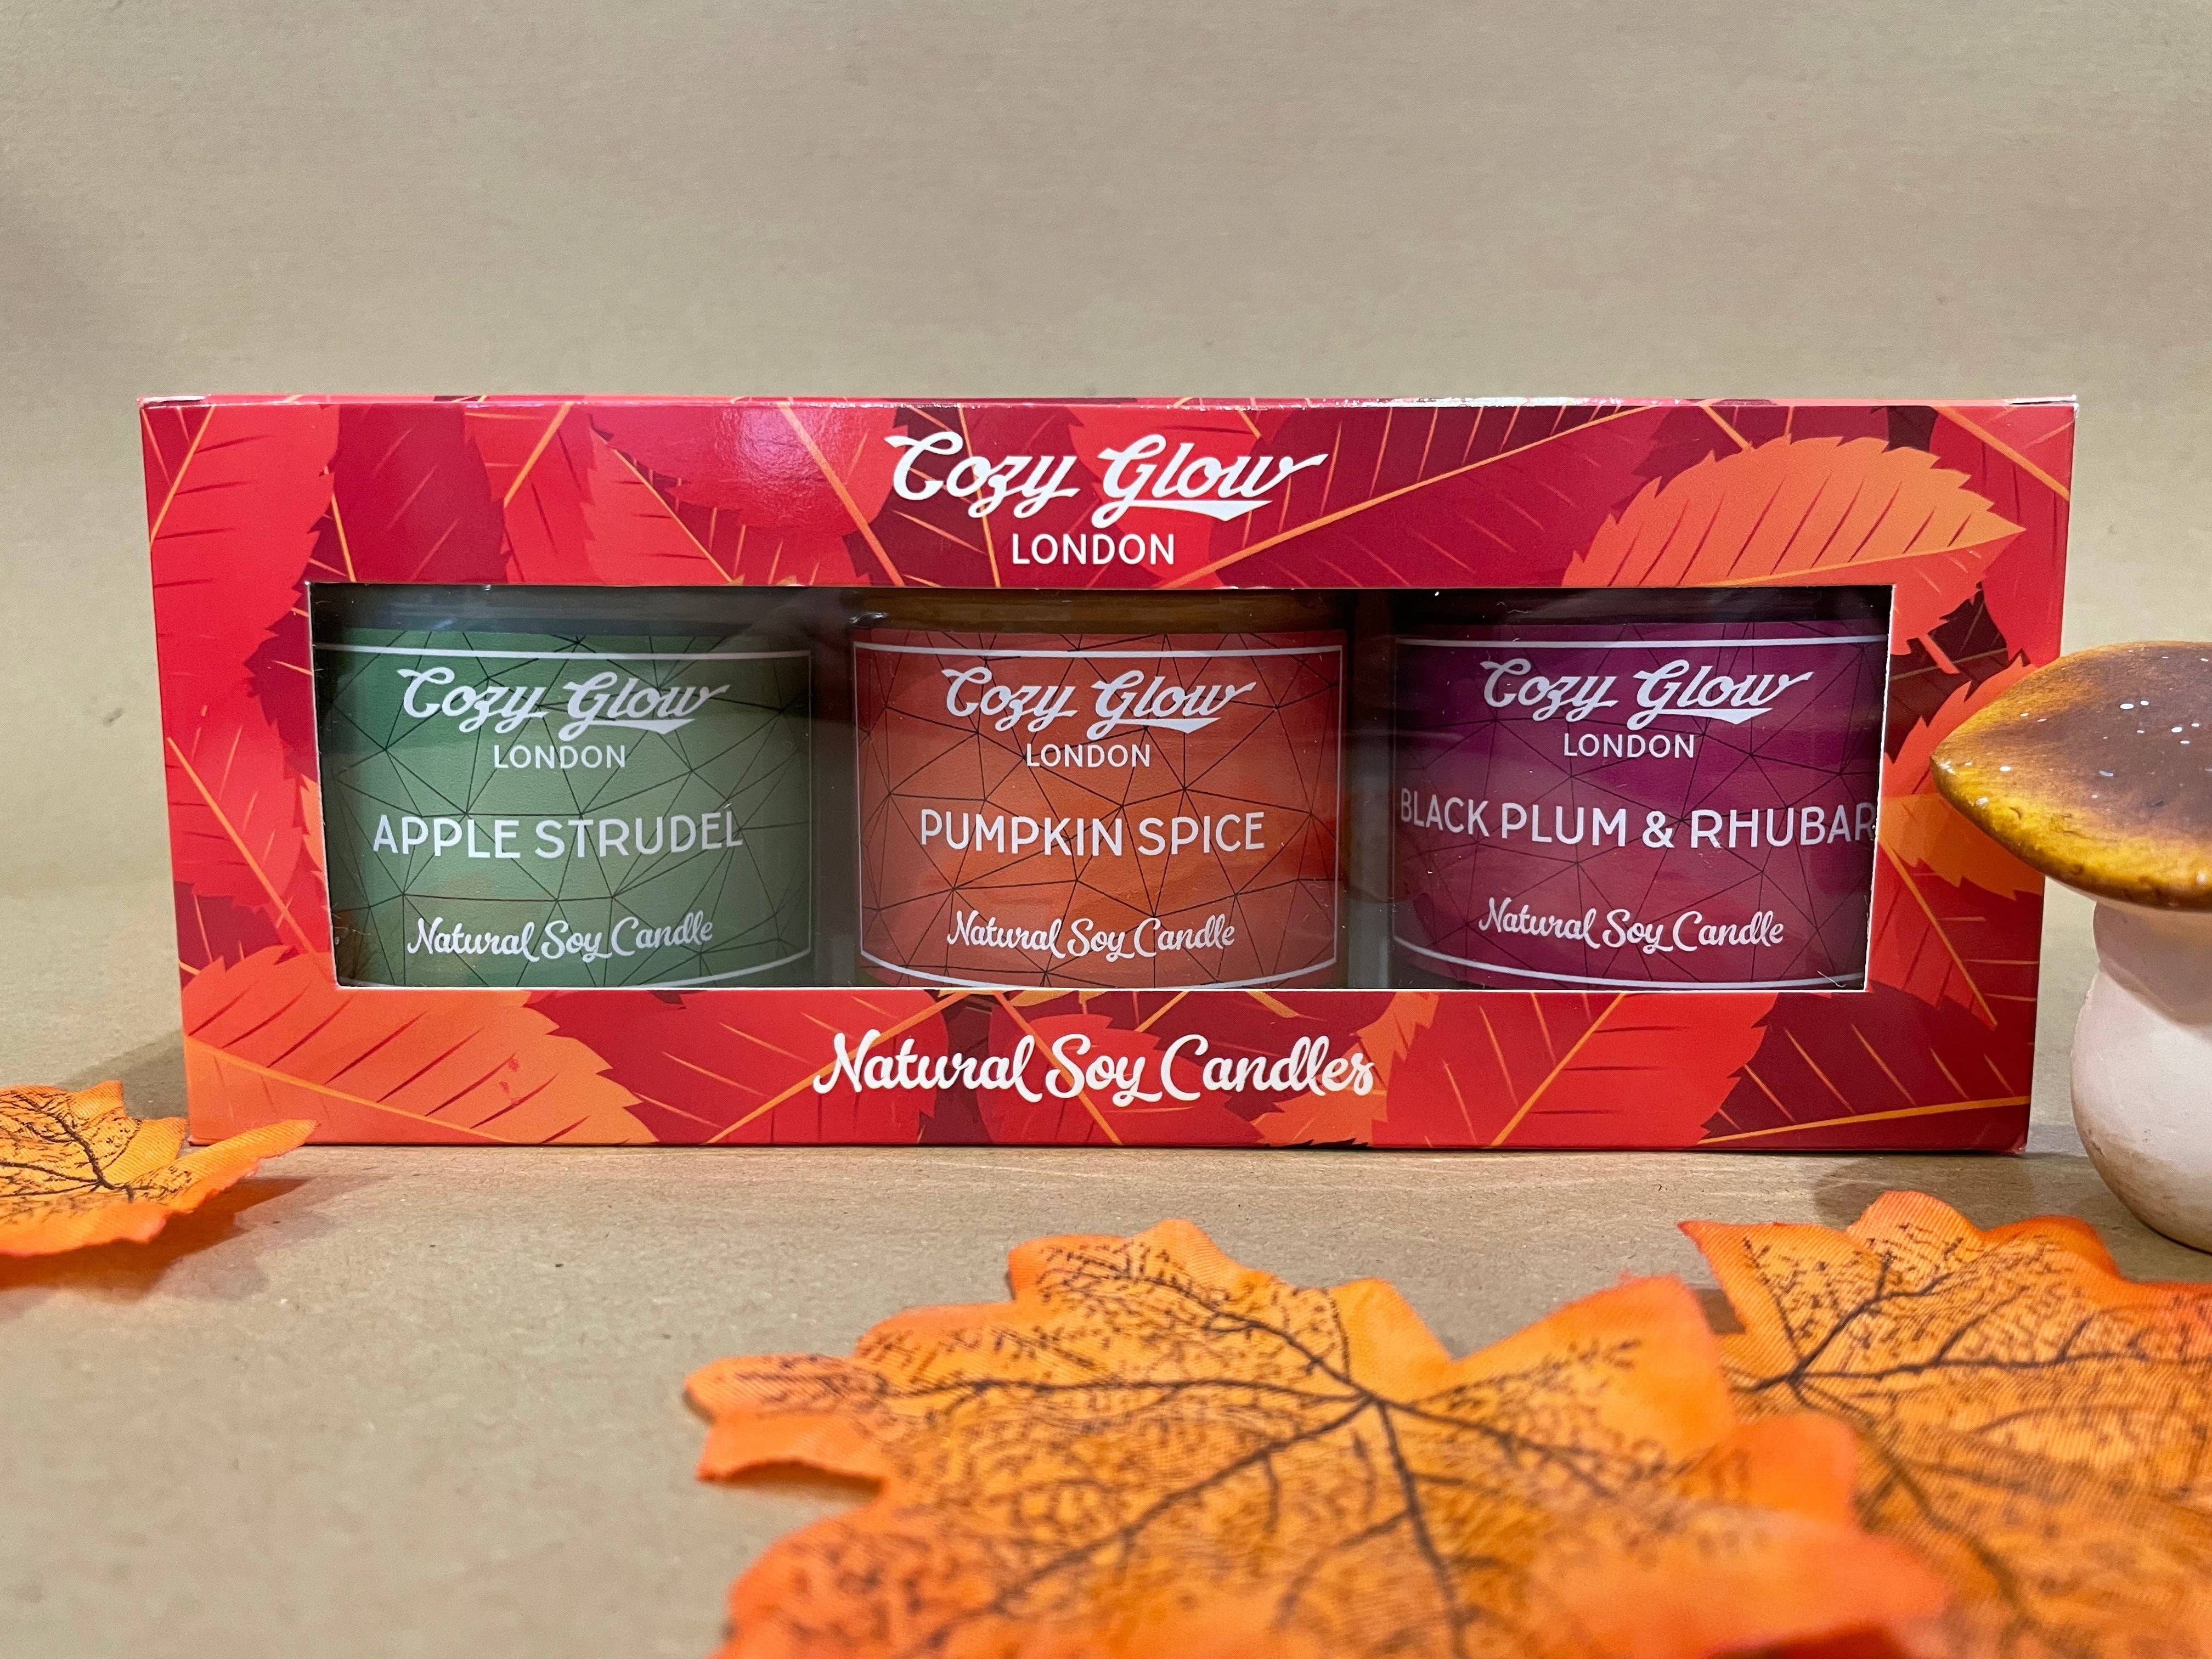 Cozy Glow
LONDON
Cozy Glow
LONDON
APPLE STRUDEL
Natural Soy Candle
Cozy Glow
LONDON
PUMPKIN SPICE
Natural Soy Candle
Cozy Glow
LONDON
BLACK PLUM & RHUBAR
Natural Soy Candle
Natural Soy Candles